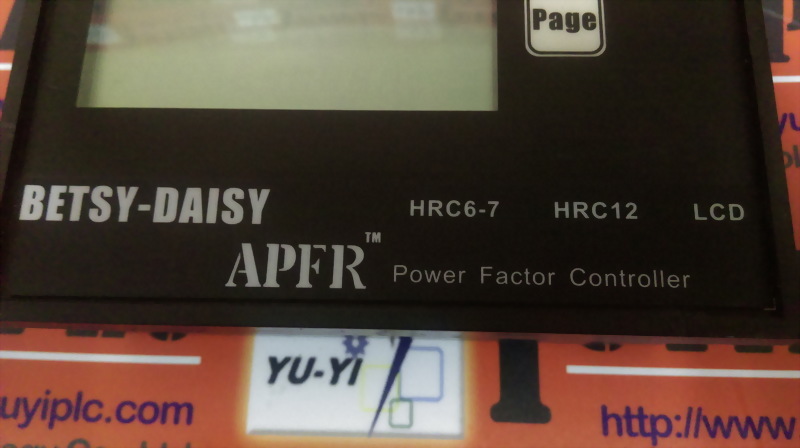 Page
BETSY-DAISY HRC6-7 HRC12 LCD
APFR™ Power Factor Controller
YU-YI
uyiplc.com http://www